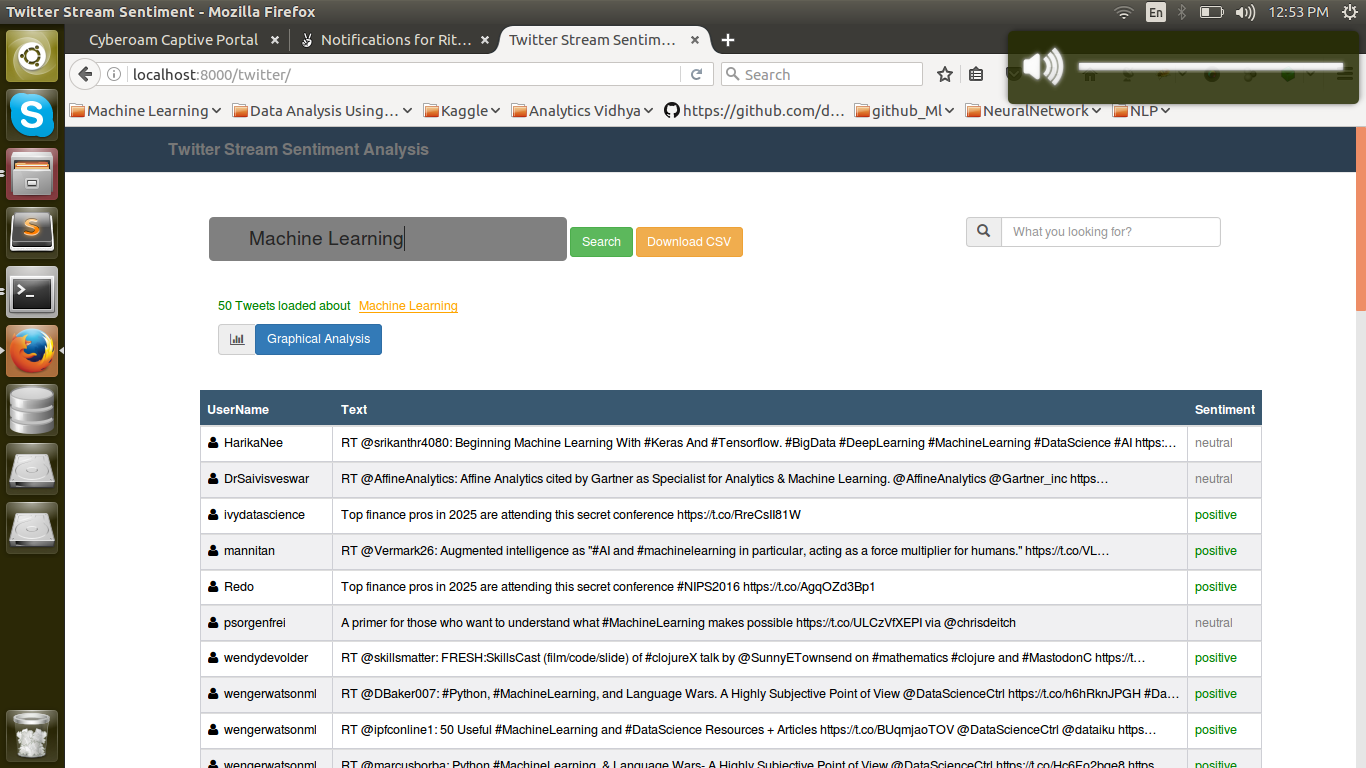 Twitter Stream Sentiment - Mozilla Firefox En 12:53 PM
Cyberoam Captive Portal Notifications for Rit... Twitter Stream Sentim...
localhost:8000/twitter/ Search
Machine Learning Data Analysis Using... Kaggle Analytics Vidhya https://github.com/d... github_Ml NeuralNetwork NLP
Twitter Stream Sentiment Analysis
Machine Learning Search Download CSV What you looking for?
50 Tweets loaded about Machine Learning
Graphical Analysis
UserName Text Sentiment
HarikaNee RT @srikanthr4080: Beginning Machine Learning With #Keras And #Tensorflow. #BigData #DeepLearning #MachineLearning #DataScience #AI https:… neutral
DrSaivisveswar RT @AffineAnalytics: Affine Analytics cited by Gartner as Specialist for Analytics & Machine Learning. @AffineAnalytics @Gartner_inc https… neutral
ivydatascience Top finance pros in 2025 are attending this secret conference https://t.co/RreCsII81W positive
mannitan RT @Vermark26: Augmented intelligence as "#AI and #machinelearning in particular, acting as a force multiplier for humans." https://t.co/VL… positive
Redo Top finance pros in 2025 are attending this secret conference #NIPS2016 https://t.co/AgqOZd3Bp1 positive
psorgenfrei A primer for those who want to understand what #MachineLearning makes possible https://t.co/ULCzVfXEPI via @chrisdeitch neutral
wendydevolder RT @skillsmatter: FRESH:SkillsCast (film/code/slide) of #clojureX talk by @SunnyETownsend on #mathematics #clojure and #MastodonC https://t… positive
wengerwatsonml RT @DBaker007: #Python, #MachineLearning, and Language Wars. A Highly Subjective Point of View @DataScienceCtrl https://t.co/h6hRknJPGH #Da… positive
wengerwatsonml RT @ipfconline1: 50 Useful #MachineLearning and #DataScience Resources + Articles https://t.co/BUqmjaoTOV @DataScienceCtrl @dataiku https… positive
wengerwatsonml RT @marcusborba: Python #MachineLearning, & Language Wars- A Highly Subjective Point of View https://t.co/Hc6Fo2bge8 https… positive